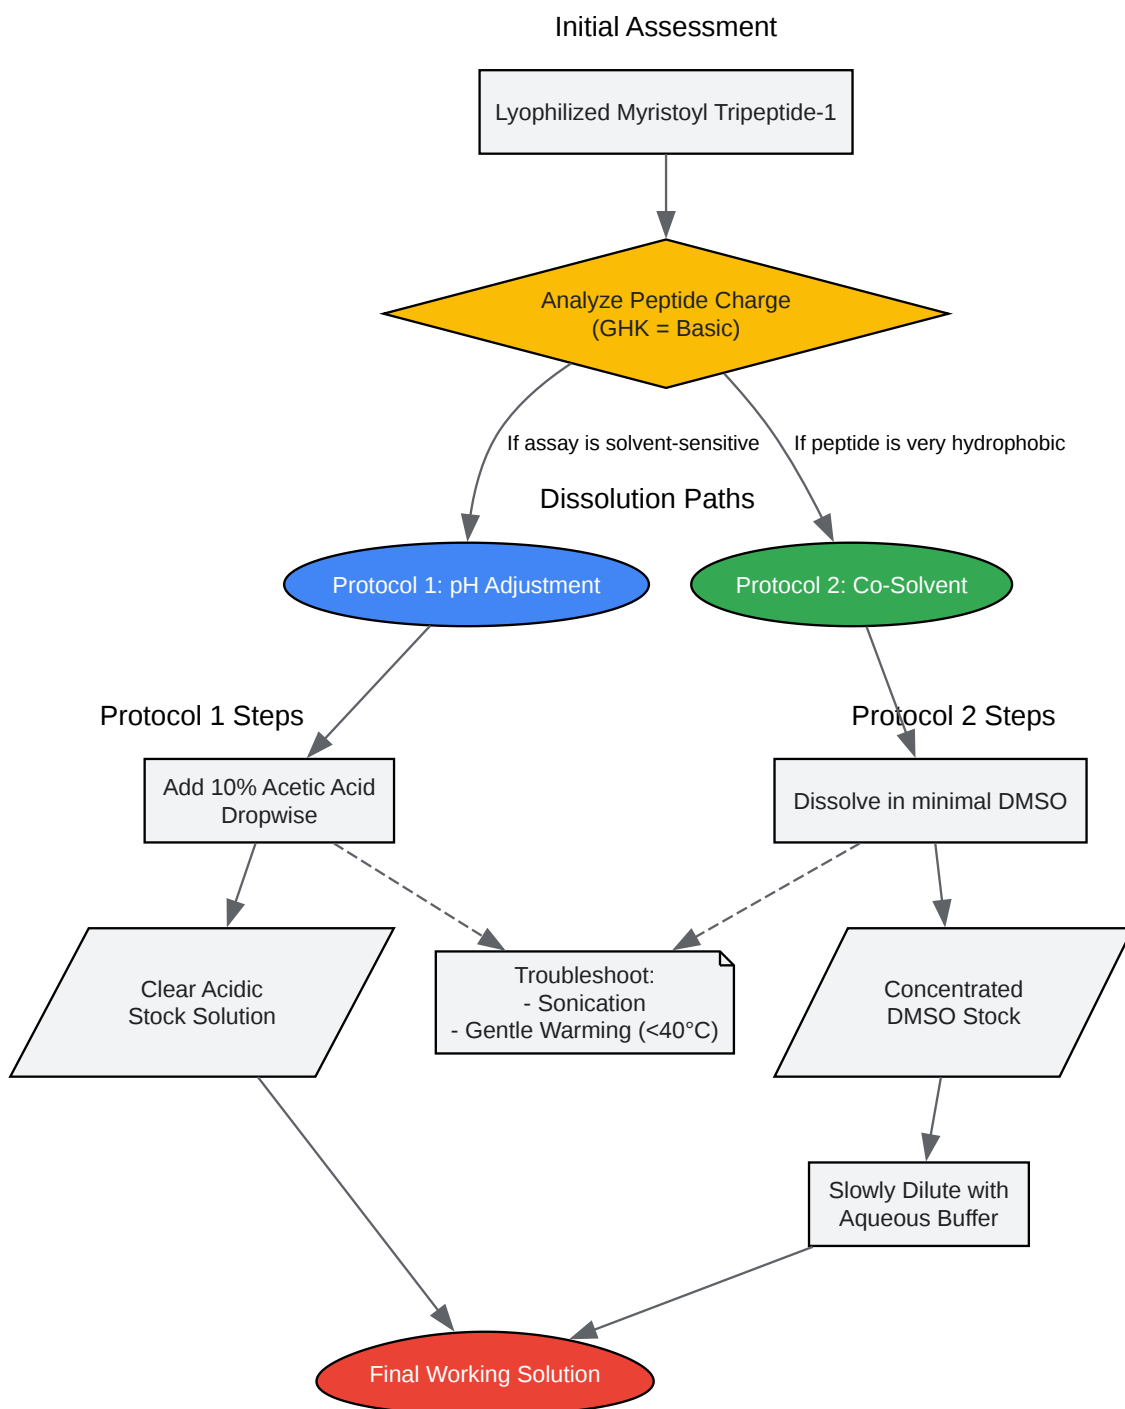 Initial Assessment
Lyophilized Myristoyl Tripeptide-1
Analyze Peptide Charge
(GHK = Basic)
If assay is solvent-sensitive
If peptide is very hydrophobic
Dissolution Paths
Protocol 1: pH Adjustment
Protocol 2: Co-Solvent
Protocol 1 Steps
Protocol 2 Steps
Add 10% Acetic Acid
Dropwise
Dissolve in minimal DMSO
Clear Acidic
Stock Solution
Troubleshoot:
- Sonication
- Gentle Warming (<40°C)
Concentrated
DMSO Stock
Slowly Dilute with
Aqueous Buffer
Final Working Solution